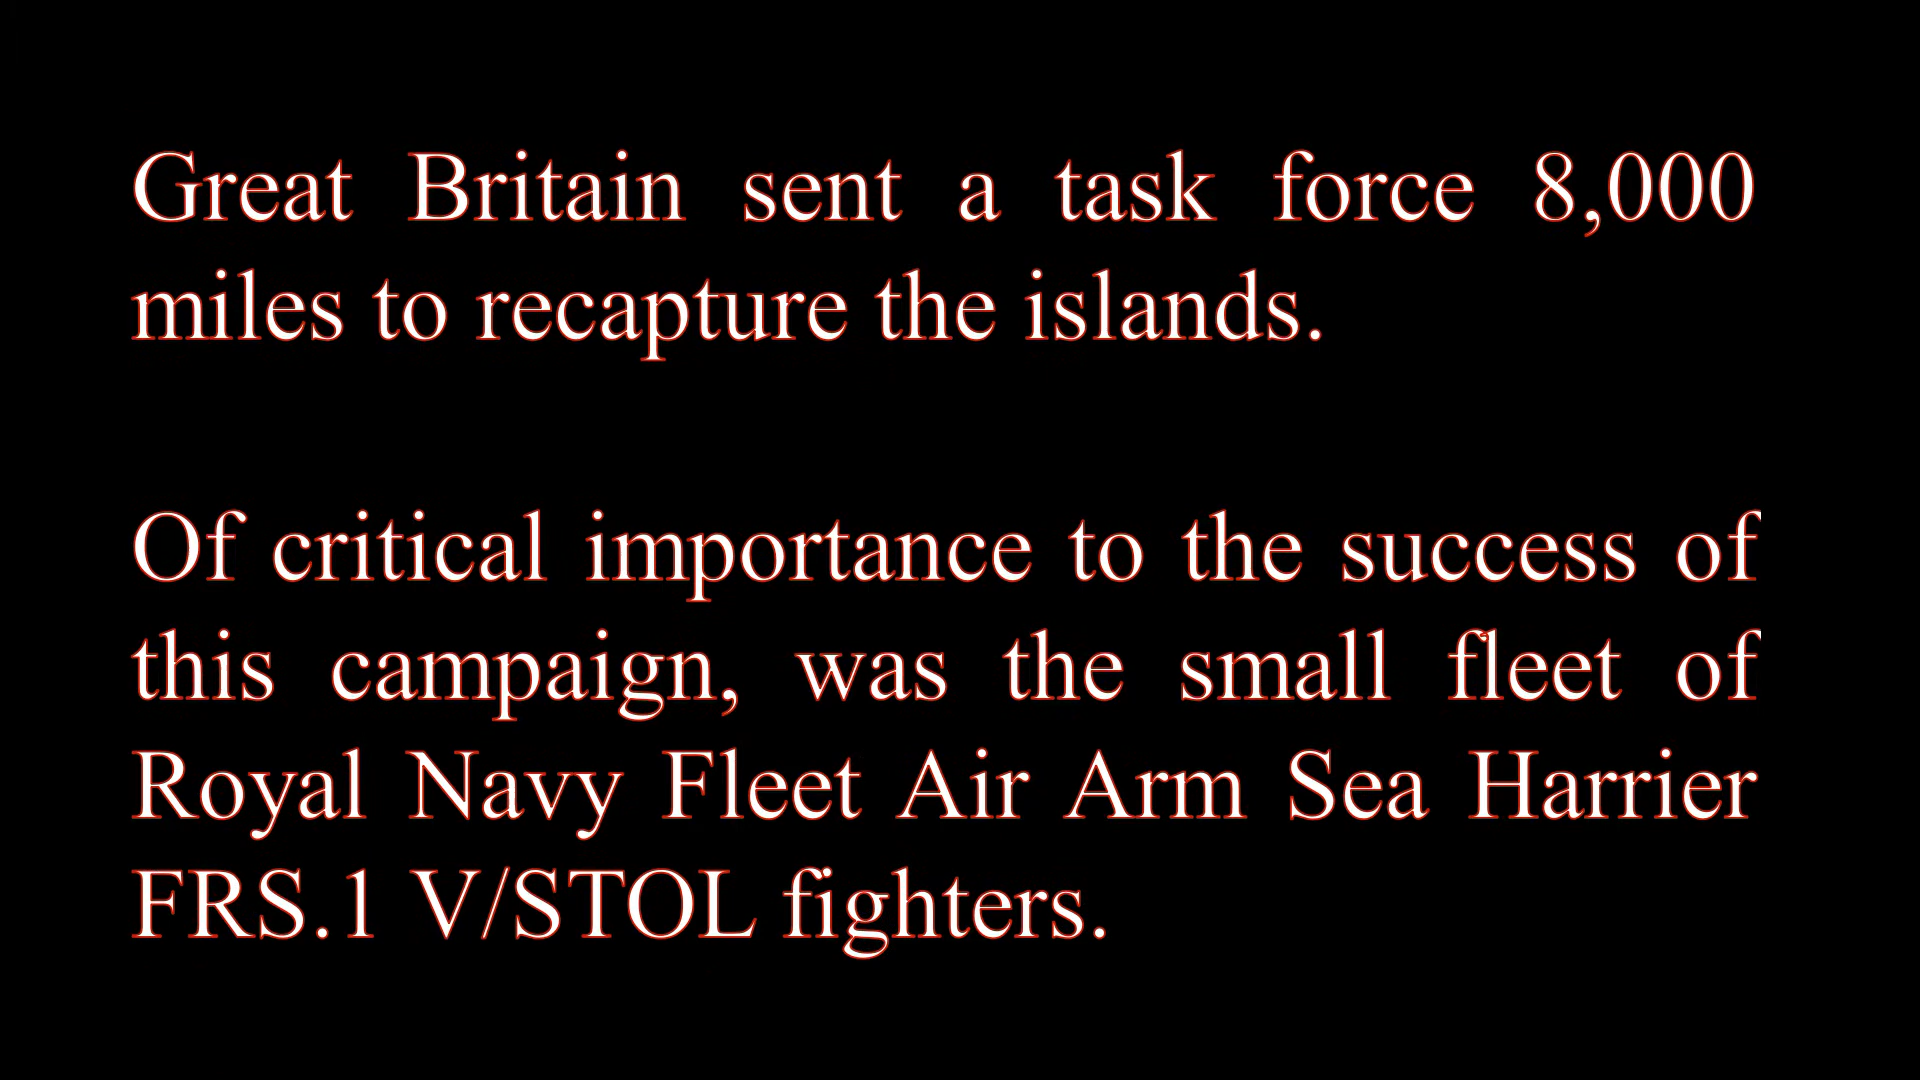 Great Britain sent a task force 8,000
miles to recapture the islands.
Of critical importance to the success of
this campaign, was the small fleet of
Royal Navy Fleet Air Arm Sea Harrier
FRS.1 V/STOL fighters.